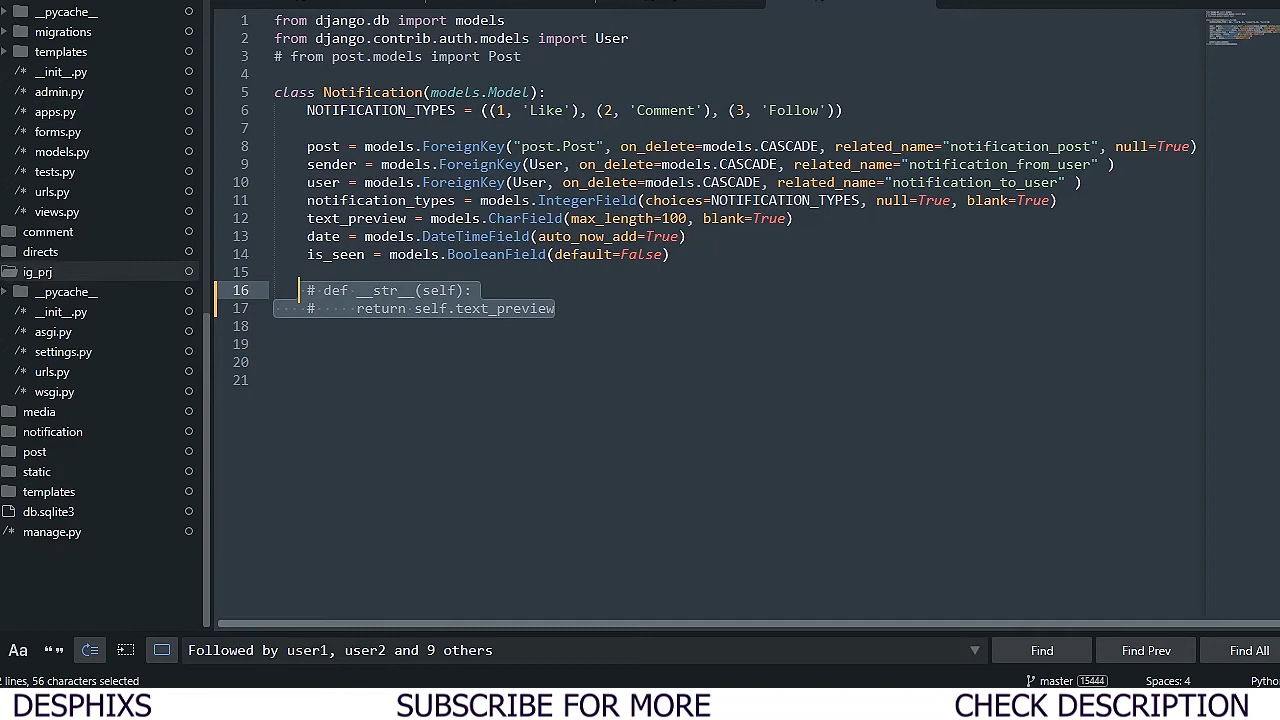 __pycache__
migrations
templates
/* __init__.py
/* admin.py
/* apps.py
/* forms.py
/* models.py
/* tests.py
/* urls.py
/* views.py
comment
directs
ig_prj
__pycache__
/* __init__.py
/* asgi.py
/* settings.py
/* urls.py
/* wsgi.py
media
notification
post
static
templates
db.sqlite3
/* manage.py
1 from django.db import models
2 from django.contrib.auth.models import User
3 # from post.models import Post
4
5 class Notification(models.Model):
6 NOTIFICATION_TYPES = ((1, 'Like'), (2, 'Comment'), (3, 'Follow'))
7
8 post = models.ForeignKey("post.Post", on_delete=models.CASCADE, related_name="notification_post", null=True)
9 sender = models.ForeignKey(User, on_delete=models.CASCADE, related_name="notification_from_user" )
10 user = models.ForeignKey(User, on_delete=models.CASCADE, related_name="notification_to_user" )
11 notification_types = models.IntegerField(choices=NOTIFICATION_TYPES, null=True, blank=True)
12 text_preview = models.CharField(max_length=100, blank=True)
13 date = models.DateTimeField(auto_now_add=True)
14 is_seen = models.BooleanField(default=False)
15
16 # def __str__(self):
17 # return self.text_preview
18
19
20
21
Aa “” Followed by user1, user2 and 9 others Find Find Prev Find All
2 lines, 56 characters selected master 15444 Spaces: 4 Pytho
DESPHIXS SUBSCRIBE FOR MORE CHECK DESCRIPTION